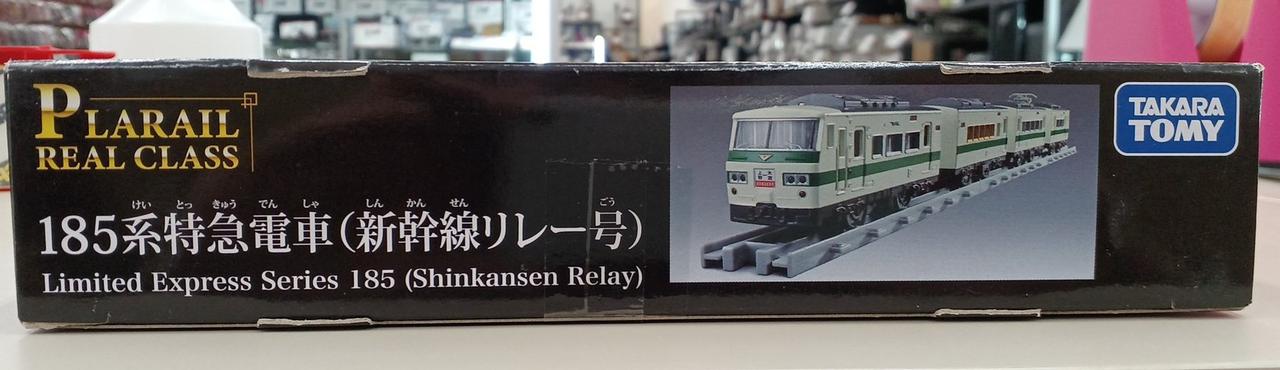 PLARAIL
REAL CLASS
けい とっ きゅう でん しゃ しん かん せん ごう
185系特急電車(新幹線リレー号)
Limited Express Series 185 (Shinkansen Relay)
TAKARA
TOMY